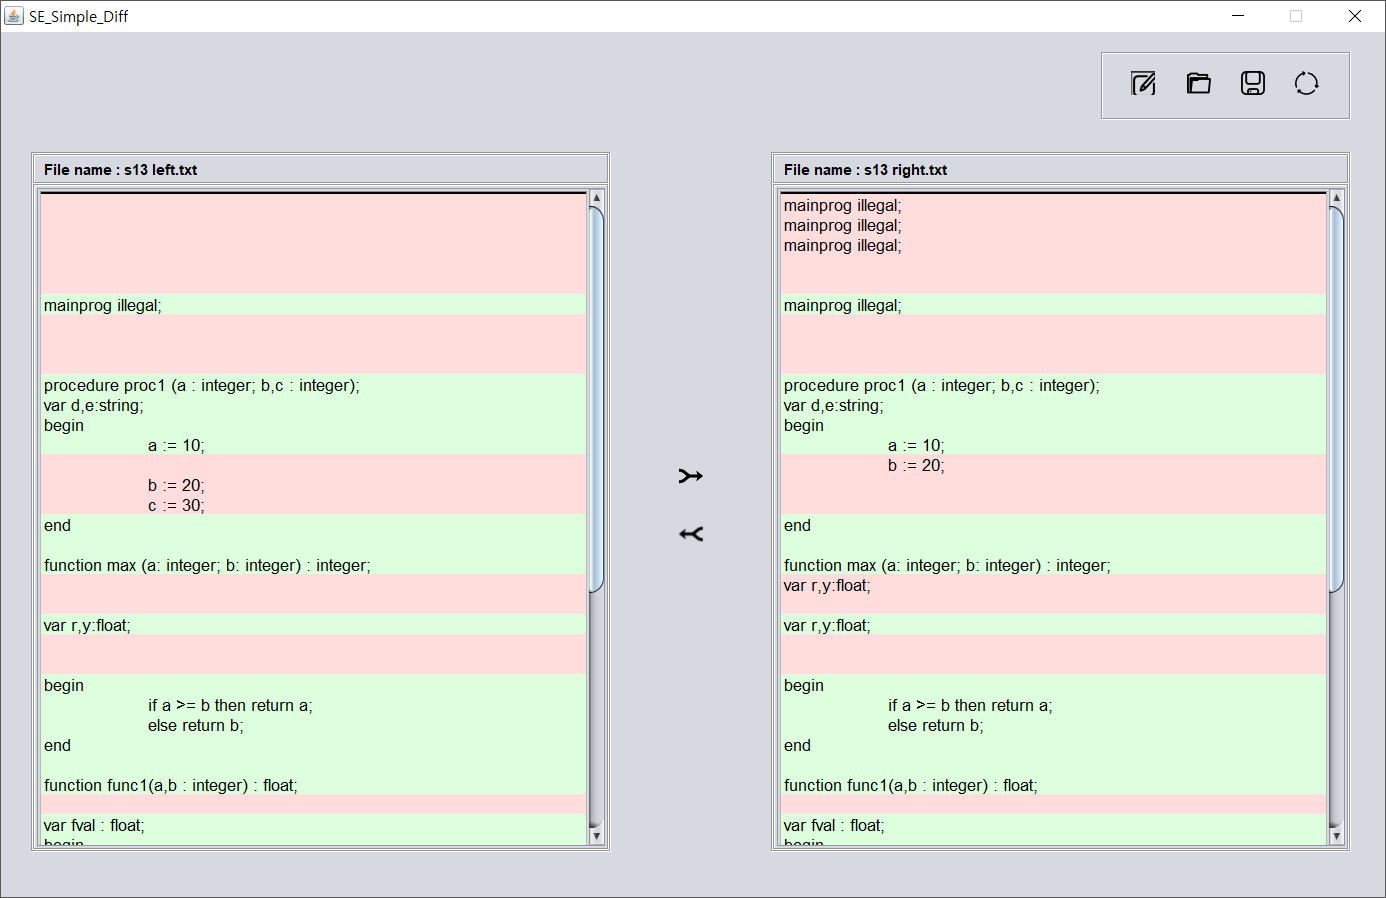 SE_Simple_Diff
File name : s13 left.txt
mainprog illegal;
procedure proc1 (a : integer; b,c : integer);
var d,e:string;
begin
a := 10;
b := 20;
c := 30;
end
function max (a: integer; b: integer) : integer;
var r,y:float;
begin
if a >= b then return a;
else return b;
end
function func1(a,b : integer) : float;
var fval : float;
begin
File name : s13 right.txt
mainprog illegal;
mainprog illegal;
mainprog illegal;
mainprog illegal;
procedure proc1 (a : integer; b,c : integer);
var d,e:string;
begin
a := 10;
b := 20;
end
function max (a: integer; b: integer) : integer;
var r,y:float;
var r,y:float;
begin
if a >= b then return a;
else return b;
end
function func1(a,b : integer) : float;
var fval : float;
begin